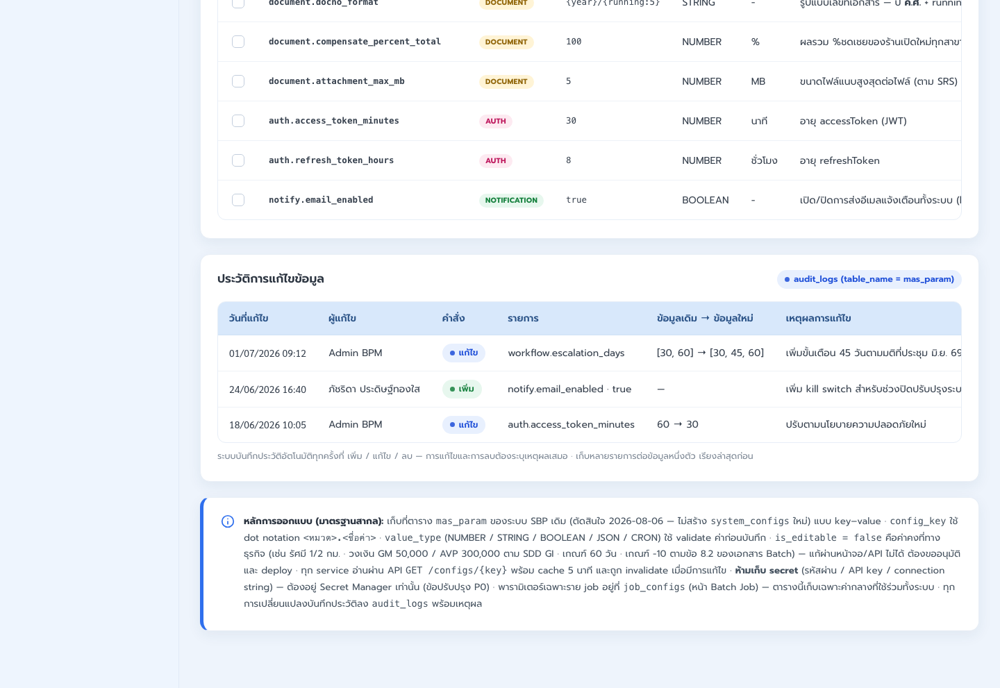 document.docno_format DOCUMENT {year}/{running:5} STRING - รูปแบบเลขที่เอกสาร — ปี ค.ศ. + runnin
document.compensate_percent_total DOCUMENT 100 NUMBER % ผลรวม %ชดเชยของร้านเปิดใหม่ทุกสาขา
document.attachment_max_mb DOCUMENT 5 NUMBER MB ขนาดไฟล์แนบสูงสุดต่อไฟล์ (ตาม SRS)
auth.access_token_minutes AUTH 30 NUMBER นาที อายุ accessToken (JWT)
auth.refresh_token_hours AUTH 8 NUMBER ชั่วโมง อายุ refreshToken
notify.email_enabled NOTIFICATION true BOOLEAN - เปิด/ปิดการส่งอีเมลแจ้งเตือนทั้งระบบ
ประวัติการแก้ไขข้อมูล audit_logs (table_name = mas_param)
วันที่แก้ไข ผู้แก้ไข คำสั่ง รายการ ข้อมูลเดิม → ข้อมูลใหม่ เหตุผลการแก้ไข
01/07/2026 09:12 Admin BPM แก้ไข workflow.escalation_days [30, 60] → [30, 45, 60] เพิ่มขั้นเตือน 45 วันตามมติที่ประชุม มิ.ย. 69
24/06/2026 16:40 ภัชริดา ประดิษฐ์ทองใส เพิ่ม notify.email_enabled · true — เพิ่ม kill switch สำหรับช่วงปิดปรับปรุงระบ
18/06/2026 10:05 Admin BPM แก้ไข auth.access_token_minutes 60 → 30 ปรับตามนโยบายความปลอดภัยใหม่
ระบบบันทึกประวัติอัตโนมัติทุกครั้งที่ เพิ่ม / แก้ไข / ลบ — การแก้ไขและการลบต้องระบุเหตุผลเสมอ · เก็บหลายรายการต่อข้อมูลหนึ่งตัว เรียงล่าสุดก่อน
หลักการออกแบบ (มาตรฐานสากล): เก็บที่ตาราง mas_param ของระบบ SBP เดิม (ตัดสินใจ 2026-08-06 — ไม่สร้าง system_configs ใหม่) แบบ key–value · config_key ใช้
dot notation <หมวด>.<ชื่อค่า> · value_type (NUMBER / STRING / BOOLEAN / JSON / CRON) ใช้ validate ค่าก่อนบันทึก · is_editable = false คือค่าคงที่ทาง
ธุรกิจ (เช่น รัศมี 1/2 กม. · วงเงิน GM 50,000 / AVP 300,000 ตาม SDD GI · เกณฑ์ 60 วัน · เกณฑ์ -10 ตามข้อ 8.2 ของเอกสาร Batch) — แก้ผ่านหน้าจอ/API ไม่ได้ ต้องขออนุมัติ
และ deploy · ทุก service อ่านผ่าน API GET /configs/{key} พร้อม cache 5 นาที และถูก invalidate เมื่อมีการแก้ไข · ห้ามเก็บ secret (รหัสผ่าน / API key / connection
string) — ต้องอยู่ Secret Manager เท่านั้น (ข้อปรับปรุง P0) · พารามิเตอร์เฉพาะราย job อยู่ที่ job_configs (หน้า Batch Job) — ตารางนี้เก็บเฉพาะค่ากลางที่ใช้ร่วมทั้งระบบ · ทุก
การเปลี่ยนแปลงบันทึกประวัติลง audit_logs พร้อมเหตุผล